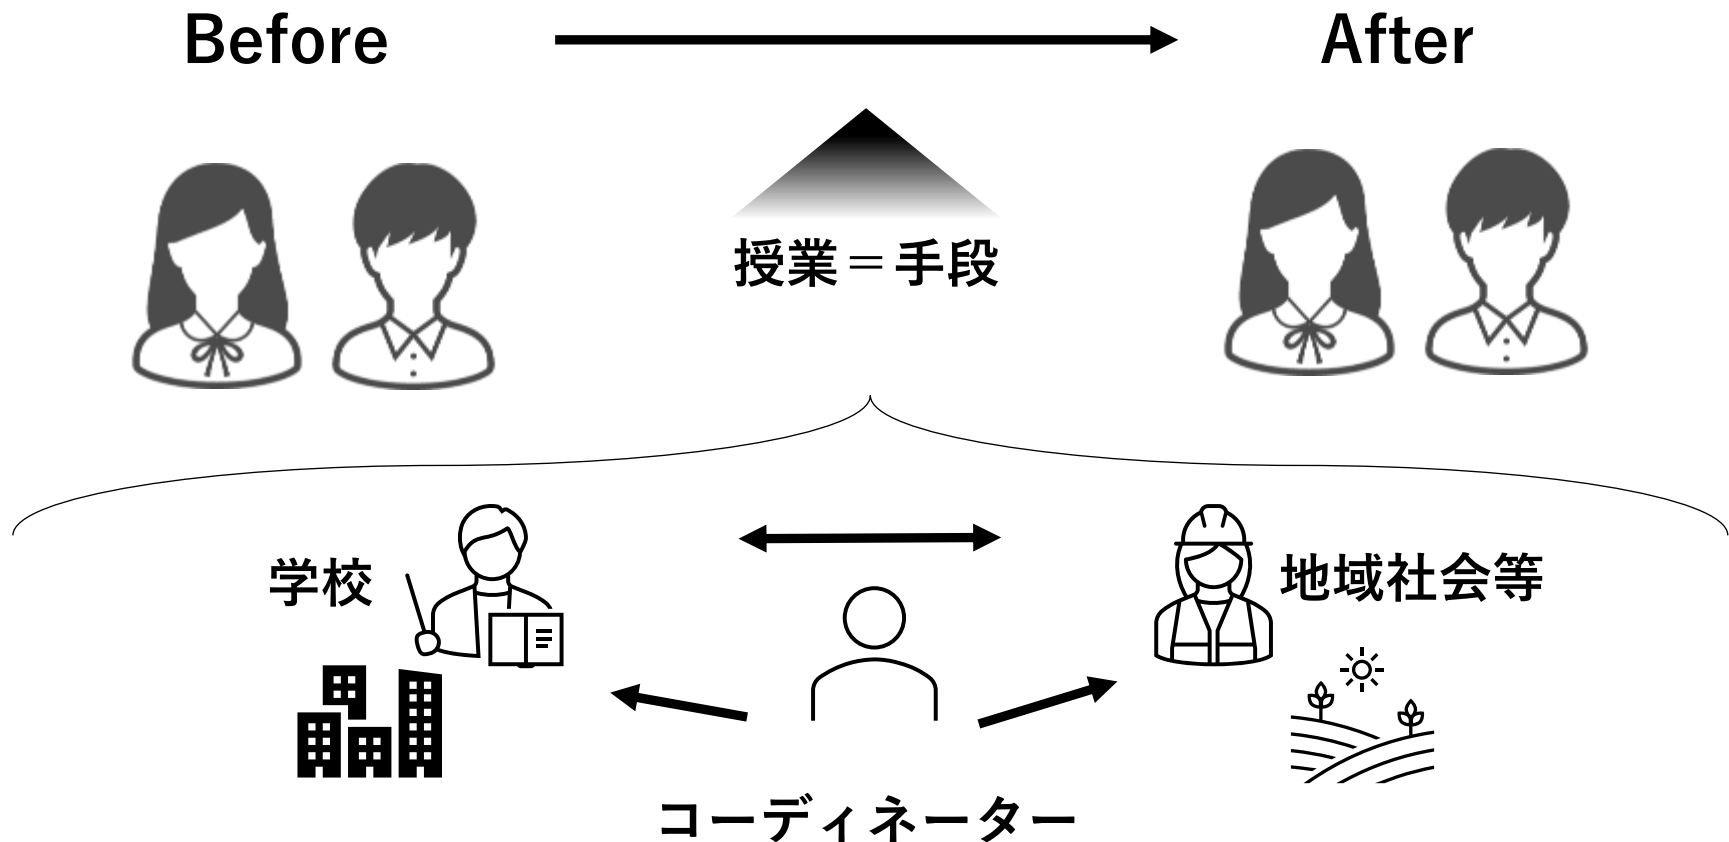 Before
After
授業＝手段
学校
地域社会等
コーディネーター